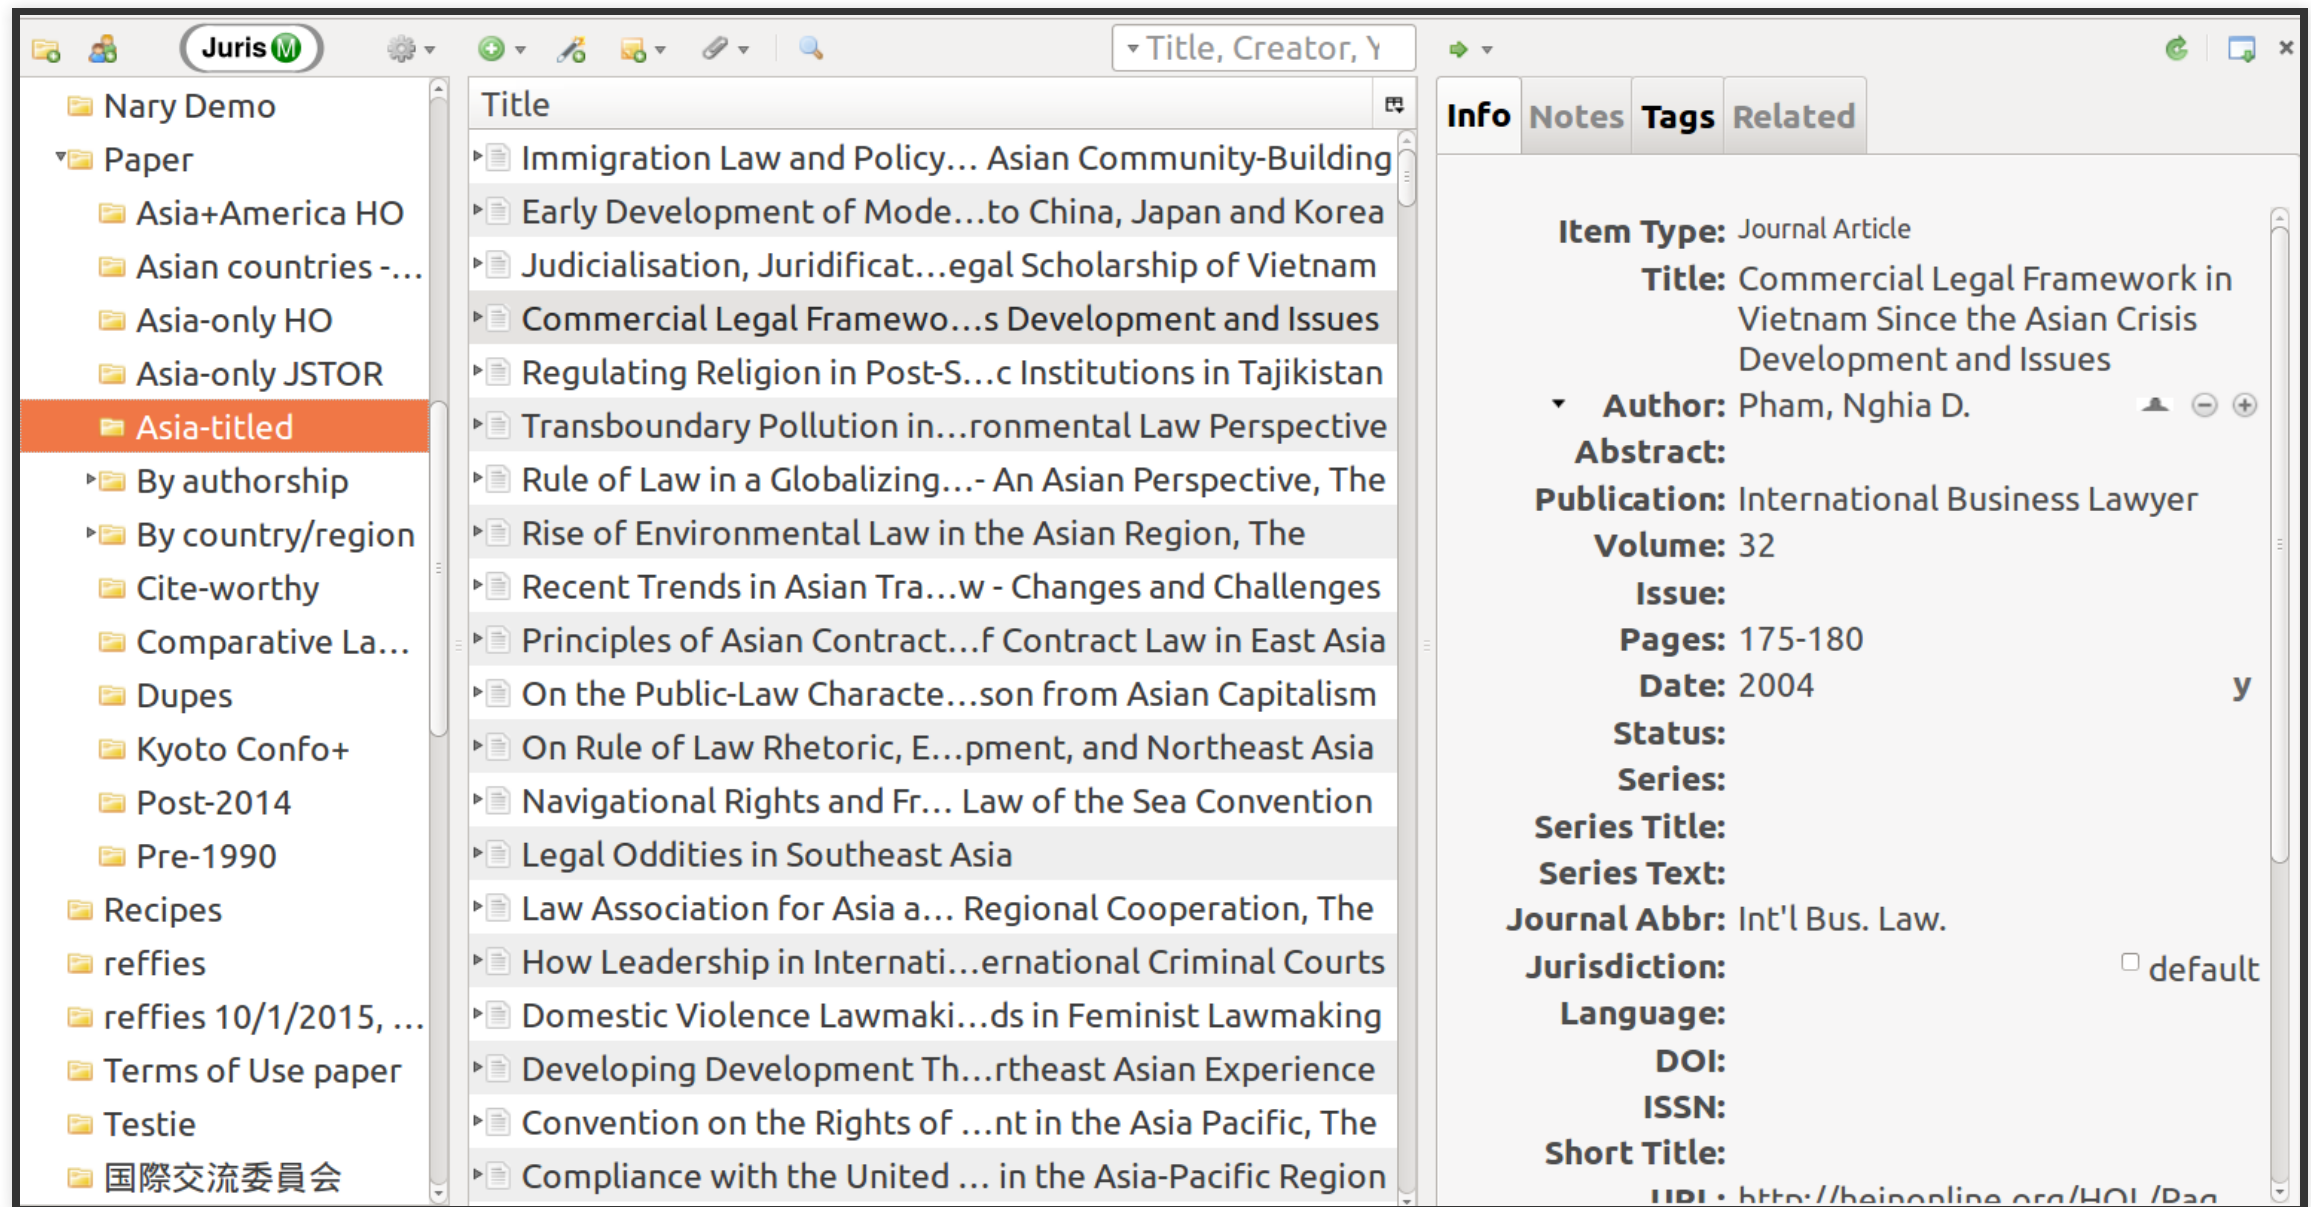 Juris M
Title, Creator, Y
Nary Demo
Paper
Asia+America HO
Asian countries -...
Asia-only HO
Asia-only JSTOR
Asia-titled
By authorship
By country/region
Cite-worthy
Comparative La...
Dupes
Kyoto Confo+
Post-2014
Pre-1990
Recipes
reffies
reffies 10/1/2015, ...
Terms of Use paper
Testie
国際交流委員会
Title
Immigration Law and Policy... Asian Community-Building
Early Development of Mode...to China, Japan and Korea
Judicialisation, Juridificat...egal Scholarship of Vietnam
Commercial Legal Framewo...s Development and Issues
Regulating Religion in Post-S...c Institutions in Tajikistan
Transboundary Pollution in...ronmental Law Perspective
Rule of Law in a Globalizing...- An Asian Perspective, The
Rise of Environmental Law in the Asian Region, The
Recent Trends in Asian Tra...w - Changes and Challenges
Principles of Asian Contract...f Contract Law in East Asia
On the Public-Law Characte...son from Asian Capitalism
On Rule of Law Rhetoric, E...pment, and Northeast Asia
Navigational Rights and Fr... Law of the Sea Convention
Legal Oddities in Southeast Asia
Law Association for Asia a... Regional Cooperation, The
How Leadership in Internati...ernational Criminal Courts
Domestic Violence Lawmaki...ds in Feminist Lawmaking
Developing Development Th...rtheast Asian Experience
Convention on the Rights of ...nt in the Asia Pacific, The
Compliance with the United ... in the Asia-Pacific Region
Info Notes Tags Related
Item Type: Journal Article
Title: Commercial Legal Framework in
Vietnam Since the Asian Crisis
Development and Issues
Author: Pham, Nghia D.
Abstract:
Publication: International Business Lawyer
Volume: 32
Issue:
Pages: 175-180
Date: 2004 y
Status:
Series:
Series Title:
Series Text:
Journal Abbr: Int'l Bus. Law.
Jurisdiction: default
Language:
DOI:
ISSN:
Short Title:
URL: http://heinonline.org/HOL/Pag